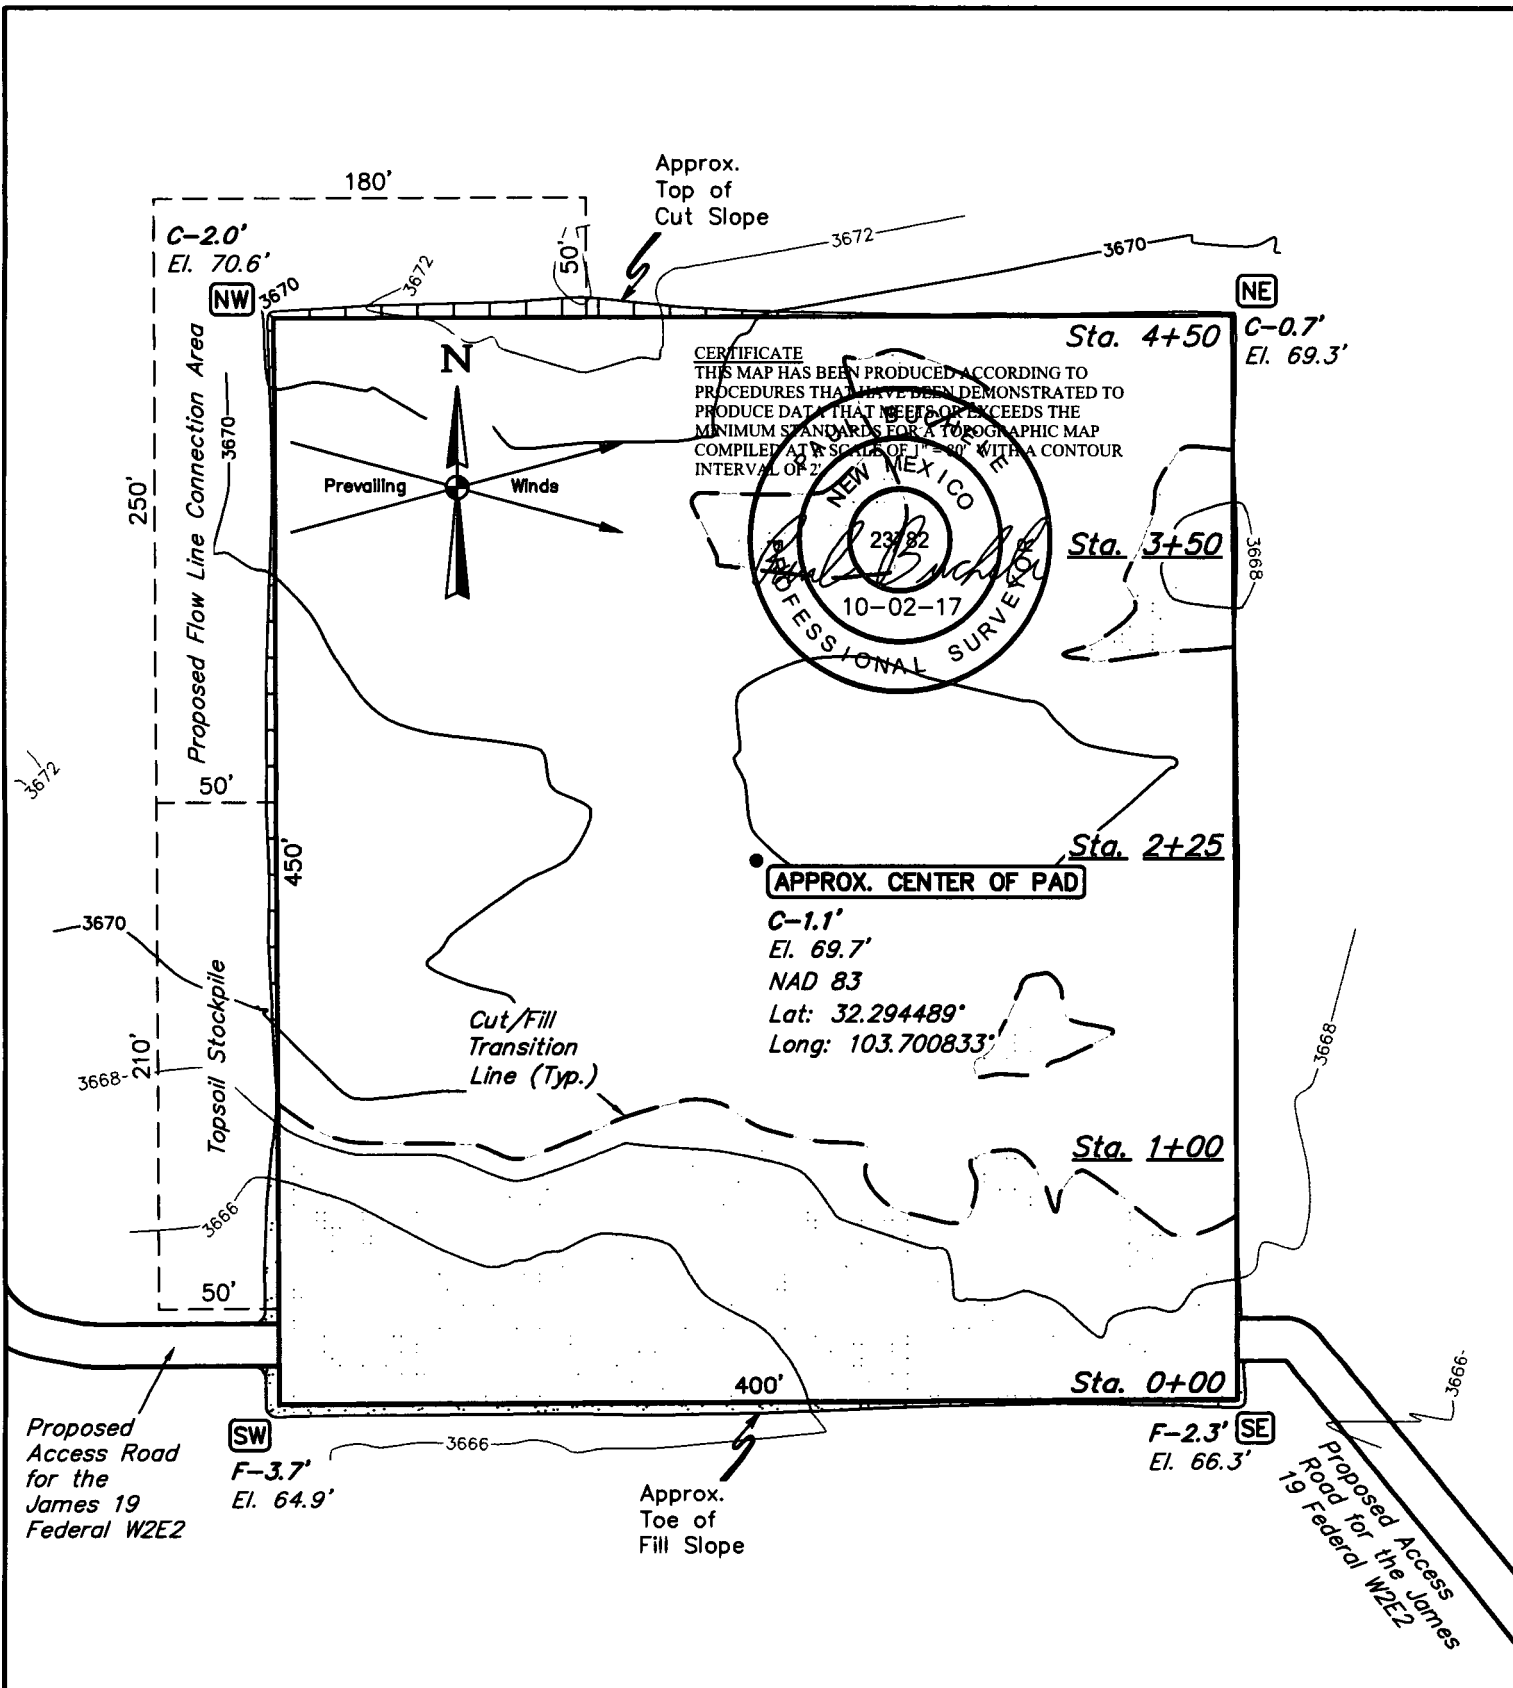 180'
Approx.
Top of
Cut Slope
C-2.0'
El. 70.6'
NW
3670
3672
50'
3672
3670
NE
C-0.7'
El. 69.3'
Sta. 4+50
N
Prevailing Winds
CERTIFICATE
THIS MAP HAS BEEN PRODUCED ACCORDING TO
PROCEDURES THAT HAVE BEEN DEMONSTRATED TO
PRODUCE DATA THAT MEETS OR EXCEEDS THE
MINIMUM STANDARDS FOR A TOPOGRAPHIC MAP
COMPILED AT A SCALE OF 1" = 80' WITH A CONTOUR
INTERVAL OF 2'
PAUL BUCHELE
NEW MEXICO
23782
10-02-17
PROFESSIONAL SURVEYOR
Paul Buchele
3670
250'
Proposed Flow Line Connection Area
Sta. 3+50
3668
3672
50'
450'
Sta. 2+25
APPROX. CENTER OF PAD
C-1.1'
El. 69.7'
NAD 83
Lat: 32.294489°
Long: 103.700833°
3670
Topsoil Stockpile
210'
3668
Cut/Fill
Transition
Line (Typ.)
3668
Sta. 1+00
3666
50'
400'
Sta. 0+00
3666
Proposed
Access Road
for the
James 19
Federal W2E2
SW
F-3.7'
El. 64.9'
3666
Approx.
Toe of
Fill Slope
F-2.3'
El. 66.3'
SE
Proposed Access
Road for the James
19 Federal W2E2